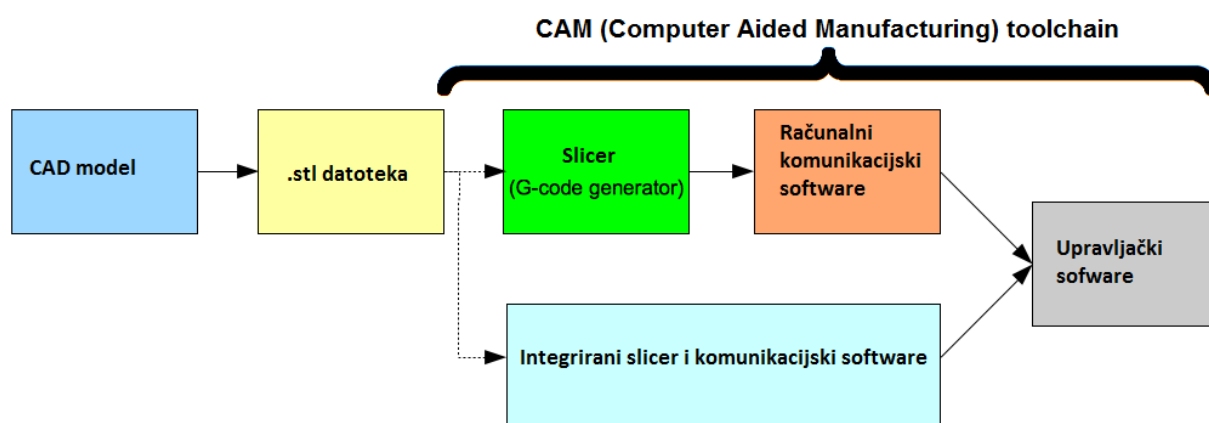 CAM (Computer Aided Manufacturing) toolchain
CAD model
.stl datoteka
Slicer
(G-code generator)
Računalni
komunikacijski
software
Upravljački
sofware
Integrirani slicer i komunikacijski software